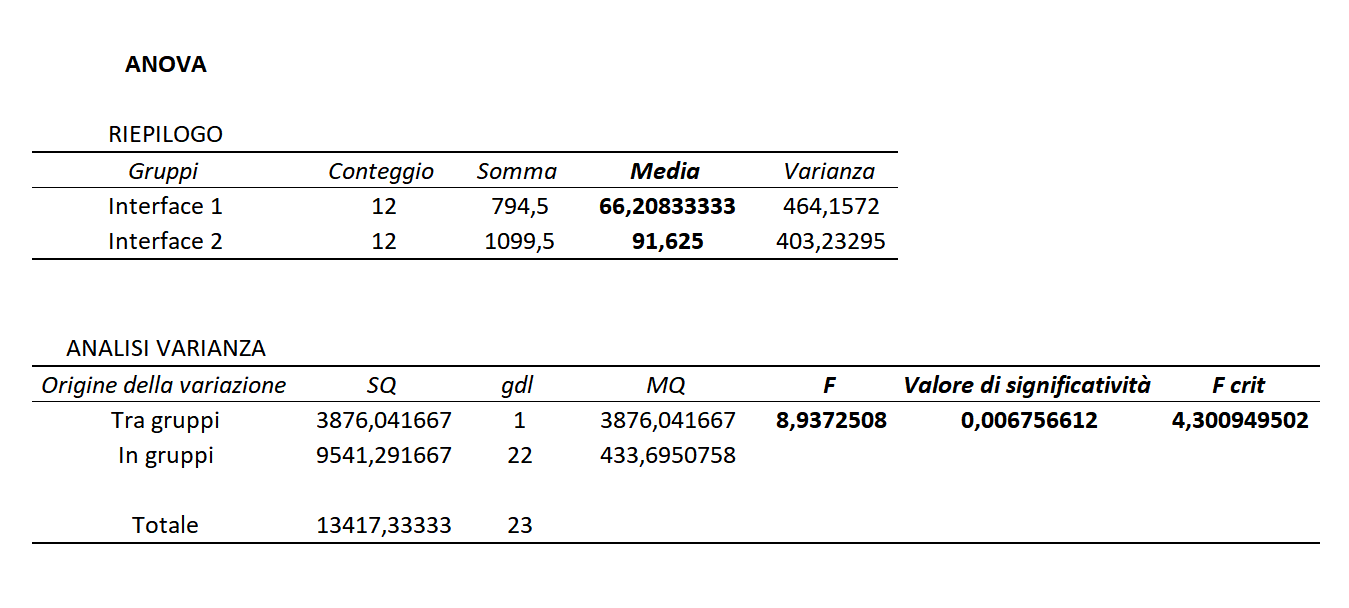 ANOVA
RIEPILOGO
Gruppi Conteggio Somma Media Varianza
Interface 1 12 794,5 66,20833333 464,1572
Interface 2 12 1099,5 91,625 403,23295
ANALISI VARIANZA
Origine della variazione SQ gdl MQ F Valore di significatività F crit
Tra gruppi 3876,041667 1 3876,041667 8,9372508 0,006756612 4,300949502
In gruppi 9541,291667 22 433,6950758
Totale 13417,33333 23